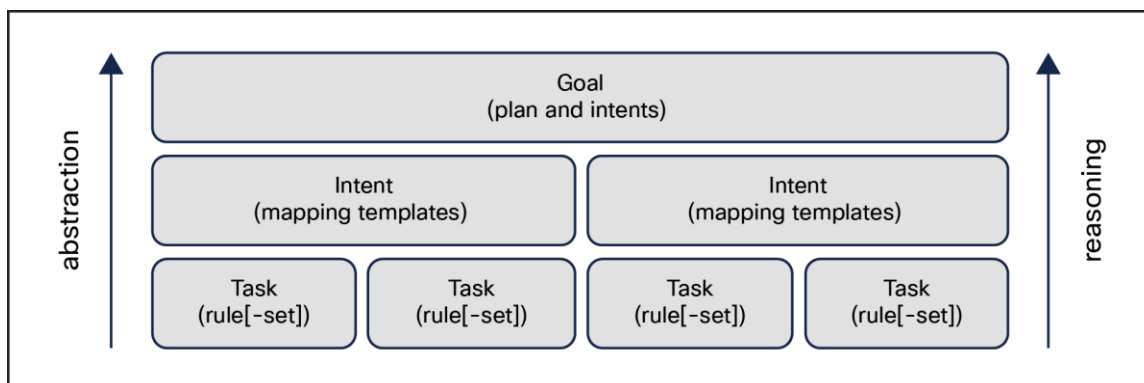 abstraction
Goal
(plan and intents)
Intent
(mapping templates)
Intent
(mapping templates)
Task
(rule[-set])
Task
(rule[-set])
Task
(rule[-set])
Task
(rule[-set])
reasoning